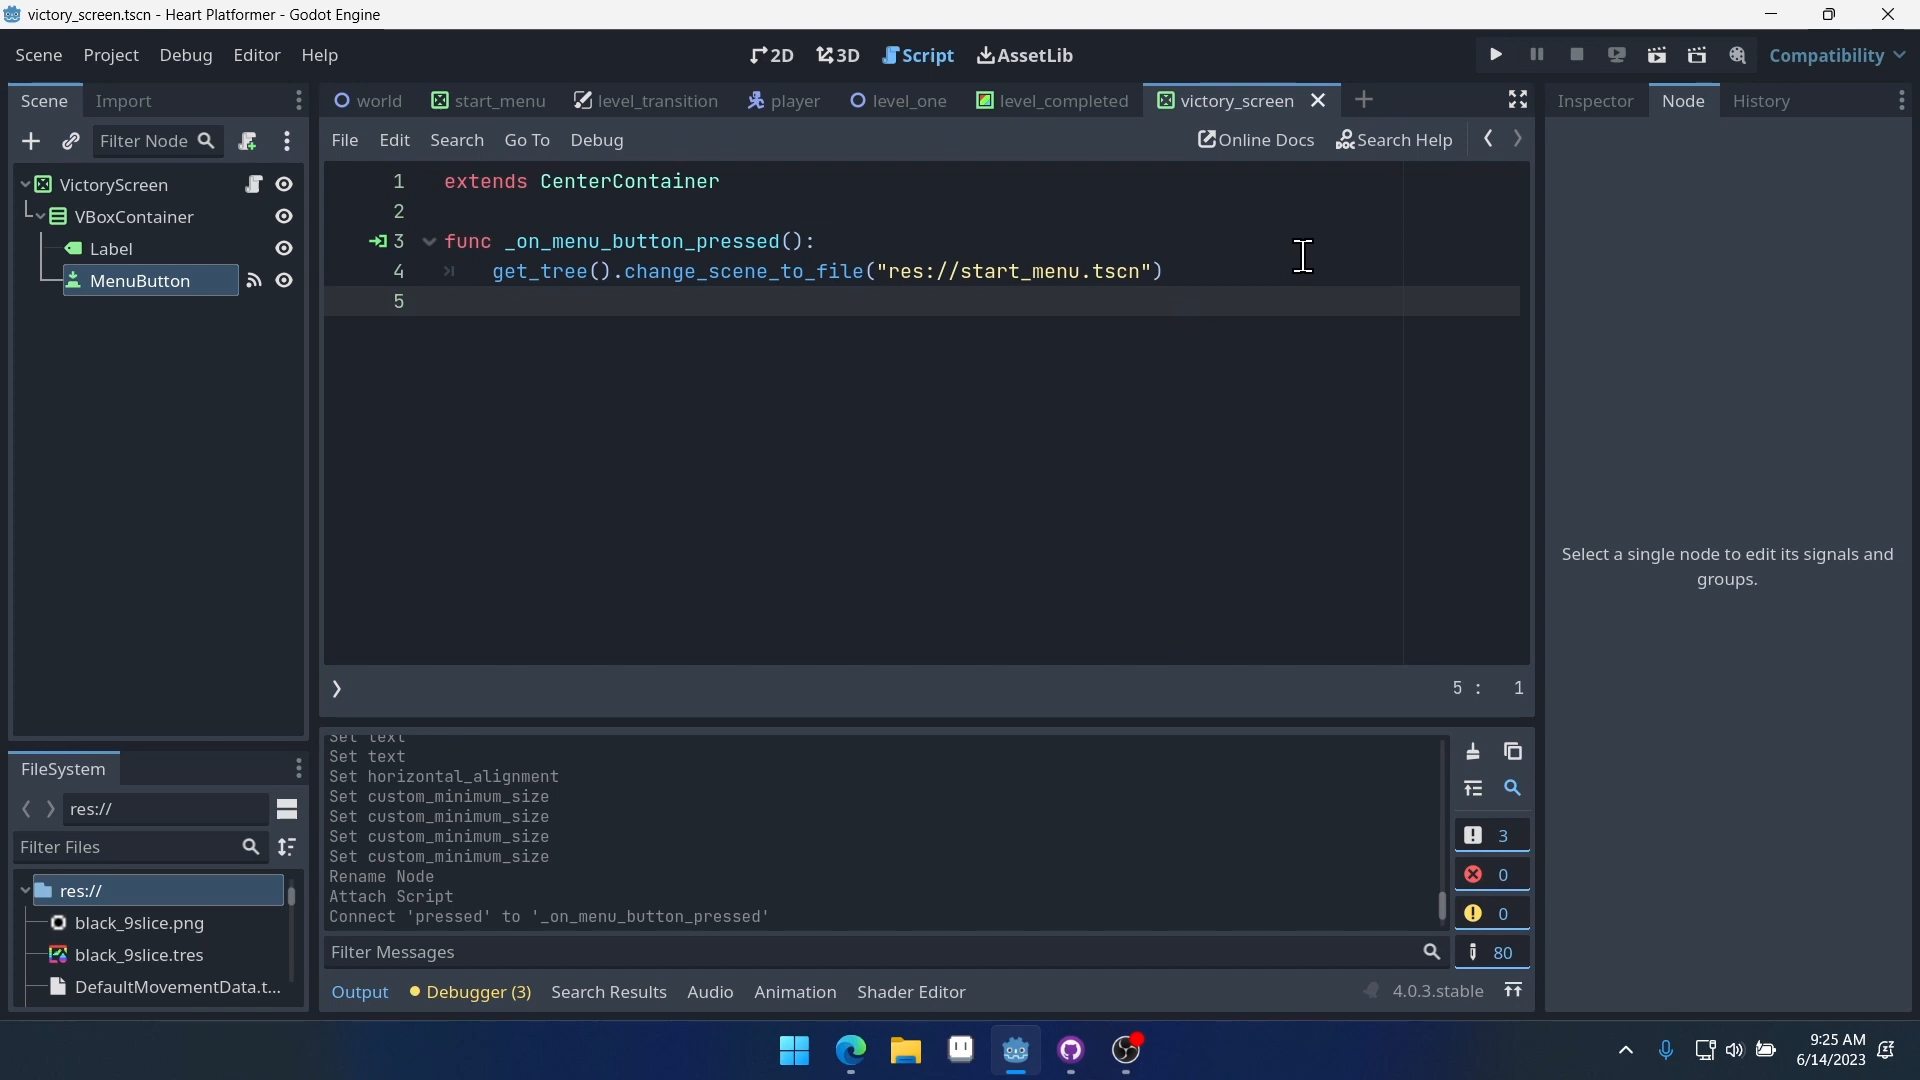 victory_screen.tscn - Heart Platformer - Godot Engine
Scene Project Debug Editor Help
2D 3D Script AssetLib
Compatibility
Scene Import
world start_menu level_transition player level_one level_completed victory_screen
Inspector Node History
Filter Node
File Edit Search Go To Debug
Online Docs Search Help
VictoryScreen
VBoxContainer
Label
MenuButton
1 extends CenterContainer
2
3 func _on_menu_button_pressed():
4 get_tree().change_scene_to_file("res://start_menu.tscn")
5
5 : 1
Select a single node to edit its signals and
groups.
FileSystem
res://
Filter Files
res://
black_9slice.png
black_9slice.tres
DefaultMovementData.t...
Set text
Set text
Set horizontal_alignment
Set custom_minimum_size
Set custom_minimum_size
Set custom_minimum_size
Set custom_minimum_size
Rename Node
Attach Script
Connect 'pressed' to '_on_menu_button_pressed'
3
0
0
80
Filter Messages
Output Debugger (3) Search Results Audio Animation Shader Editor
4.0.3.stable
9:25 AM
6/14/2023